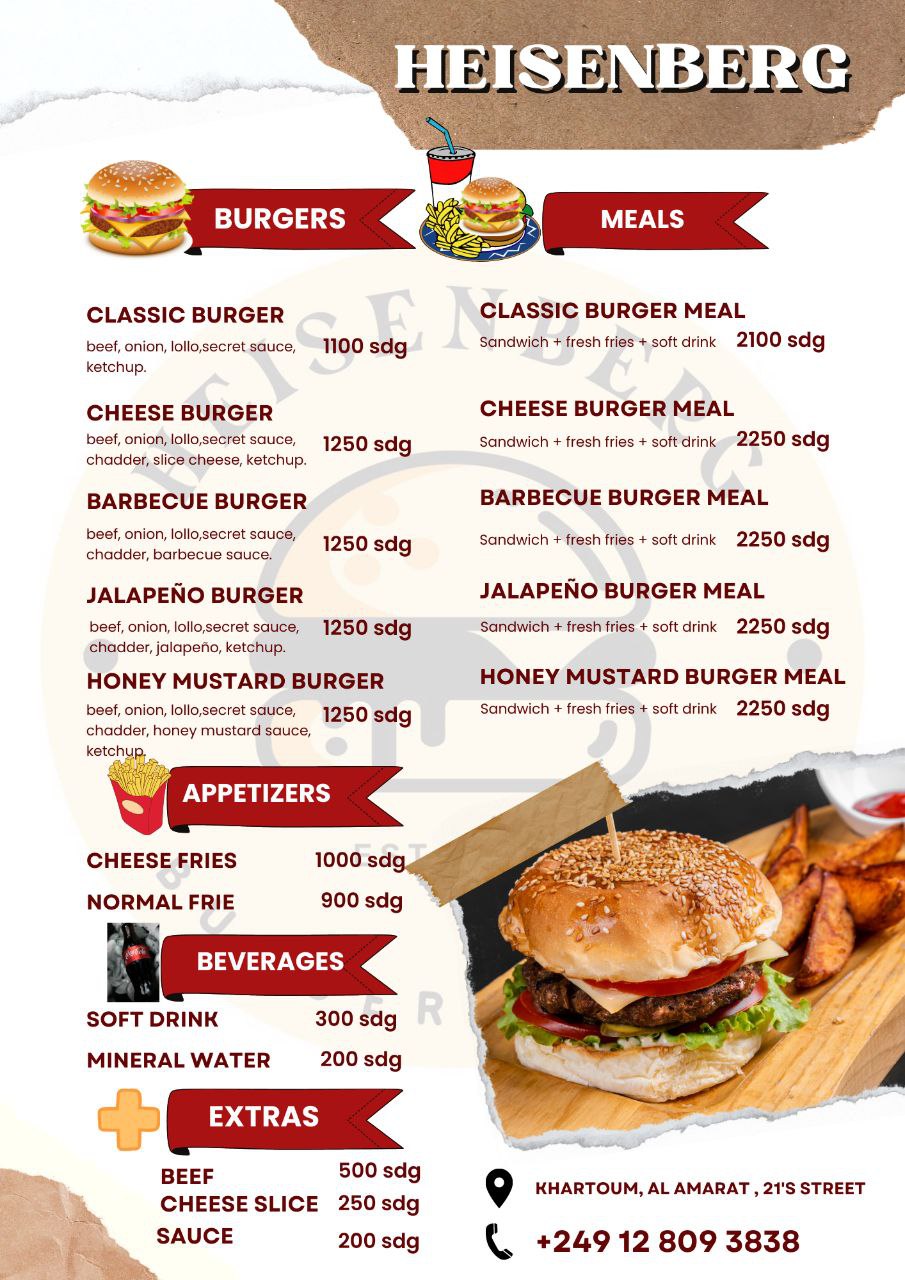 HEISENBERG
BURGERS
MEALS
CLASSIC BURGER
beef, onion, lollo,secret sauce,
ketchup.
1100 sdg
CHEESE BURGER
beef, onion, lollo,secret sauce,
chadder, slice cheese, ketchup.
1250 sdg
BARBECUE BURGER
beef, onion, lollo,secret sauce,
chadder, barbecue sauce.
1250 sdg
JALAPEÑO BURGER
beef, onion, lollo,secret sauce,
chadder, jalapeño, ketchup.
1250 sdg
HONEY MUSTARD BURGER
beef, onion, lollo,secret sauce,
chadder, honey mustard sauce,
ketchup.
1250 sdg
CLASSIC BURGER MEAL
Sandwich + fresh fries + soft drink 2100 sdg
CHEESE BURGER MEAL
Sandwich + fresh fries + soft drink 2250 sdg
BARBECUE BURGER MEAL
Sandwich + fresh fries + soft drink 2250 sdg
JALAPEÑO BURGER MEAL
Sandwich + fresh fries + soft drink 2250 sdg
HONEY MUSTARD BURGER MEAL
Sandwich + fresh fries + soft drink 2250 sdg
APPETIZERS
CHEESE FRIES 1000 sdg
NORMAL FRIE 900 sdg
BEVERAGES
SOFT DRINK 300 sdg
MINERAL WATER 200 sdg
EXTRAS
BEEF 500 sdg
CHEESE SLICE 250 sdg
SAUCE 200 sdg
KHARTOUM, AL AMARAT , 21'S STREET
+249 12 809 3838
HEISENBERG
EST